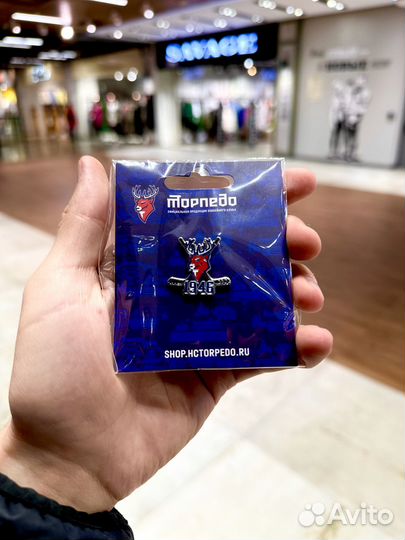 SAVAGE
ТОРПЕДО
ОФИЦИАЛЬНАЯ ПРОДУКЦИЯ ХОККЕЙНОГО КЛУБА
1946
SHOP.HCTORPEDO.RU
Avito